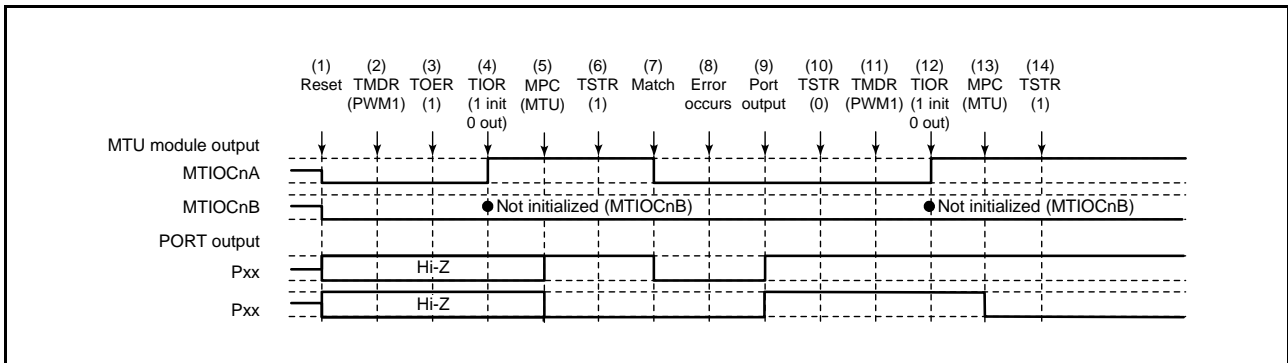 (1) (2) (3) (4) (5) (6) (7) (8) (9) (10) (11) (12) (13) (14)
Reset TMDR TOER TIOR MPC TSTR Match Error Port TSTR TMDR TIOR MPC TSTR
(PWM1) (1) (1 init (MTU) (1) occurs output (0) (PWM1) (1 init (MTU) (1)
0 out) 0 out)
MTU module output
MTIOCnA
MTIOCnB Not initialized (MTIOCnB) Not initialized (MTIOCnB)
PORT output
Pxx Hi-Z
Pxx Hi-Z